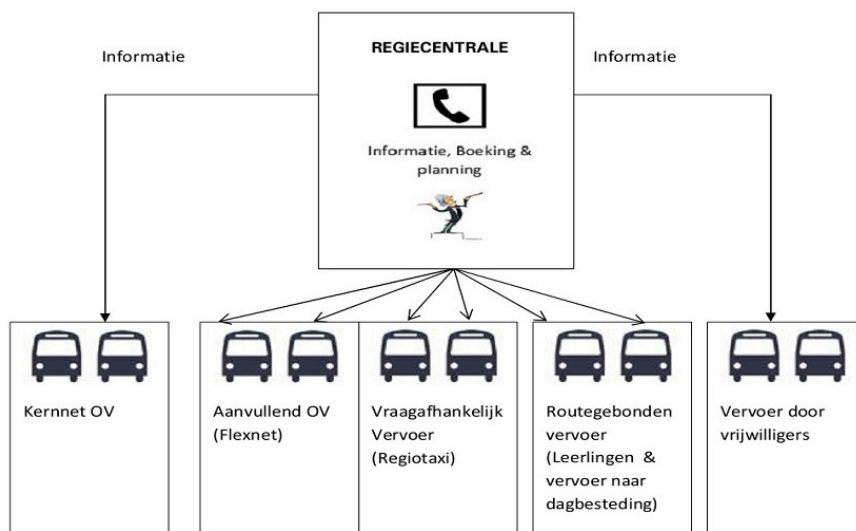 Informatie
REGIECENTRALE
Informatie
Informatie, Boeking &
planning
Kernnet OV
Aanvullend OV
(Flexnet)
Vraagafhankelijk
Vervoer
(Regiotaxi)
Routegebonden
vervoer
(Leerlingen &
vervoer naar
dagbesteding)
Vervoer door
vrijwilligers